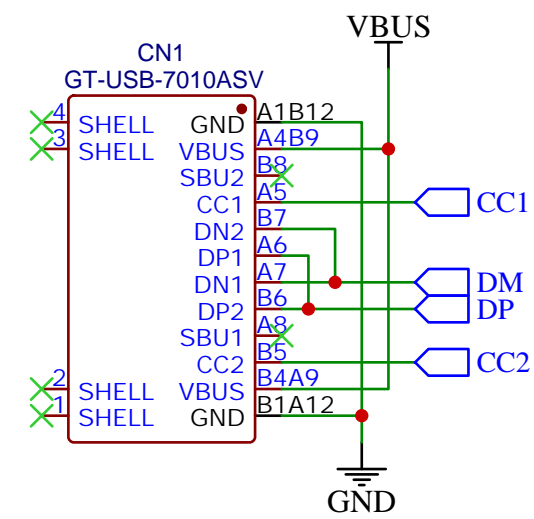 VBUS
CN1
GT-USB-7010ASV
4 SHELL GND A1B12
3 SHELL VBUS A4B9
SBU2 B8
CC1 A5 CC1
DN2 B7
DP1 A6
DN1 A7 DM
DP2 B6 DP
SBU1 A8
CC2 B5 CC2
2 SHELL VBUS B4A9
1 SHELL GND B1A12
GND